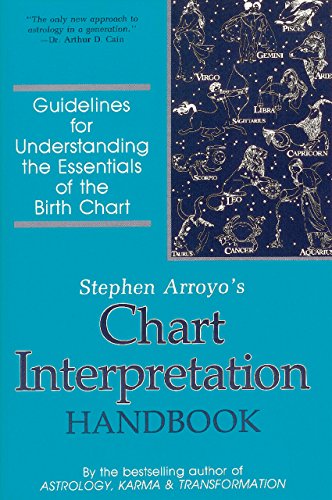 "The only new approach to
astrology in a generation."
—Dr. Arthur D. Cain
Guidelines
for
Understanding
the Essentials
of the
Birth Chart
PISCES
GEMINI
ARI
VIRGO
LIBRA
SAGITTARIUS
CAPRICORN
SCORPIO
LEO
TAURUS
CANCER
AQUARIUS
Stephen Arroyo's
Chart
Interpretation
HANDBOOK
By the bestselling author of
ASTROLOGY, KARMA & TRANSFORMATION